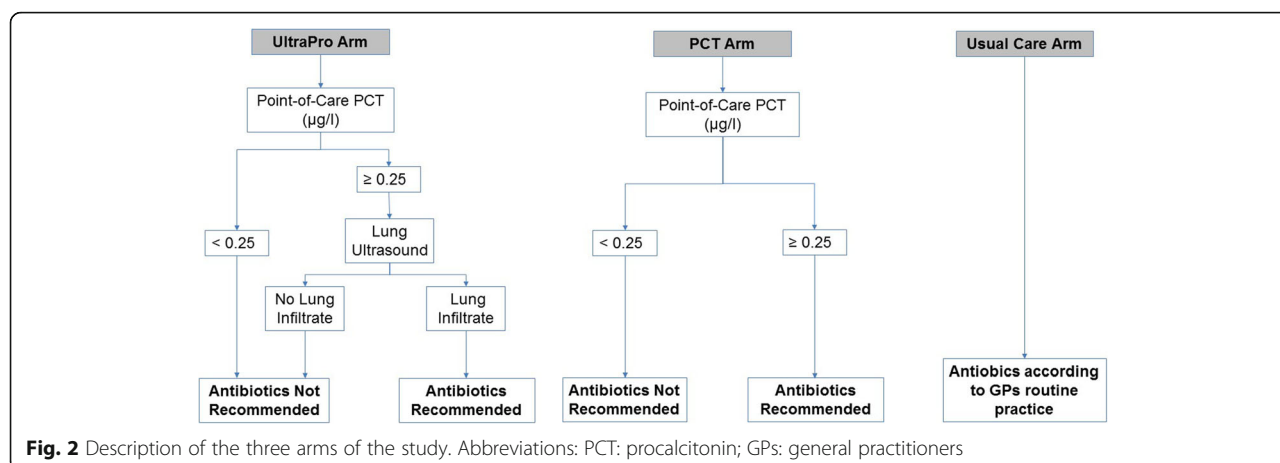 UltraPro Arm
Point-of-Care PCT
(µg/l)
≥ 0.25
< 0.25
Lung
Ultrasound
No Lung
Infiltrate
Lung
Infiltrate
Antibiotics Not
Recommended
Antibiotics
Recommended
PCT Arm
Point-of-Care PCT
(µg/l)
< 0.25
≥ 0.25
Antibiotics Not
Recommended
Antibiotics
Recommended
Usual Care Arm
Antiobics according
to GPs routine
practice
Fig. 2 Description of the three arms of the study. Abbreviations: PCT: procalcitonin; GPs: general practitioners